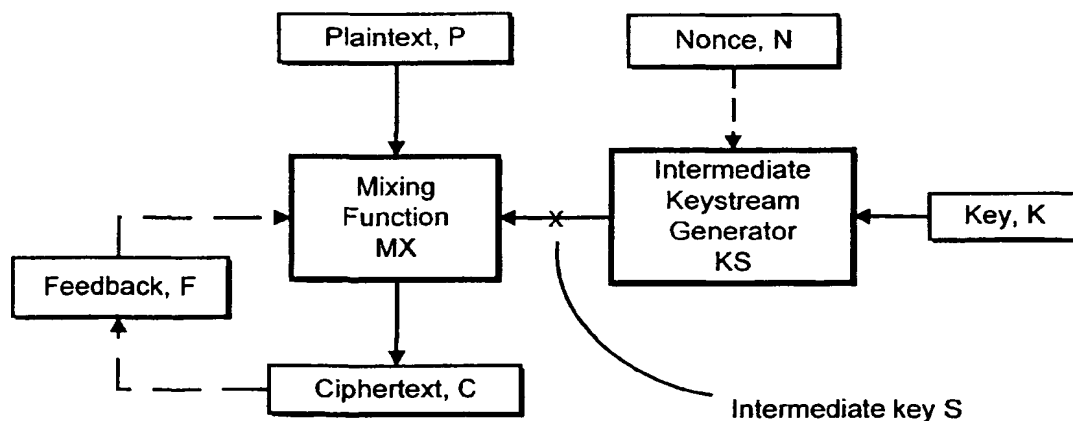 Plaintext, P
Nonce, N
Mixing
Function
MX
Intermediate
Keystream
Generator
KS
Key, K
Feedback, F
Ciphertext, C
Intermediate key S